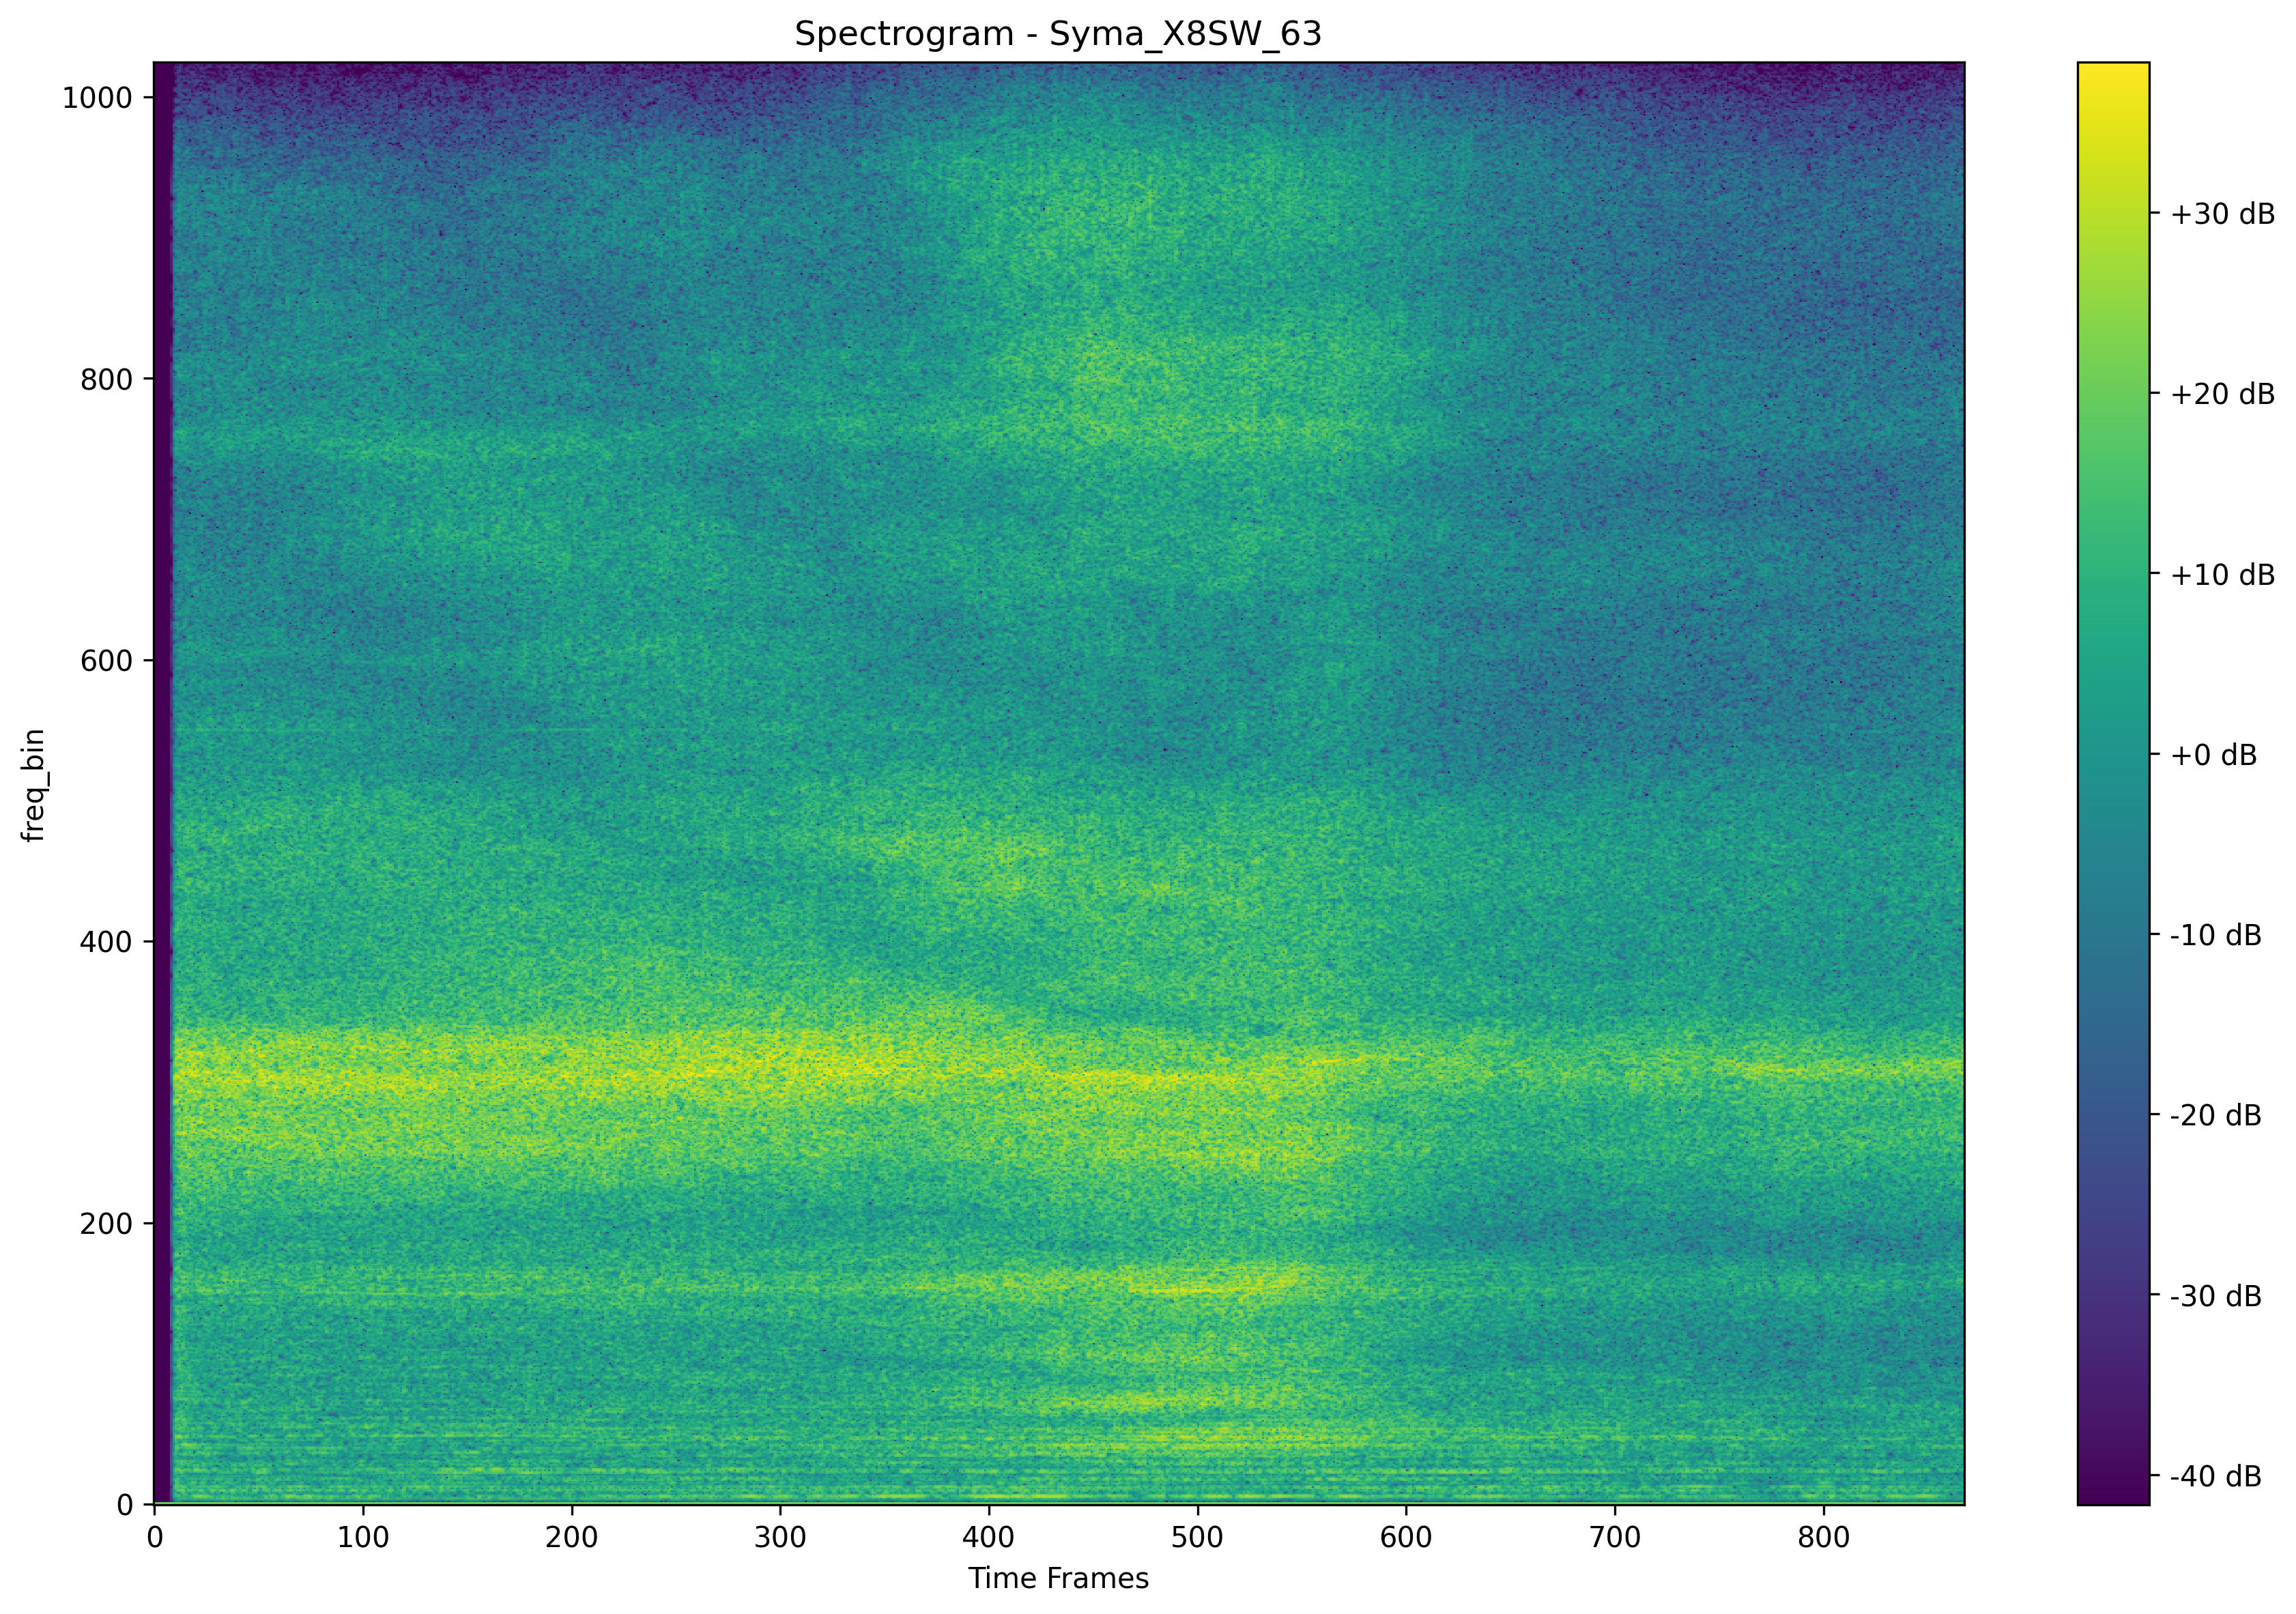 Spectrogram - Syma_X8SW_63
freq_bin
1000
800
600
400
200
0
0 100 200 300 400 500 600 700 800
Time Frames
+30 dB
+20 dB
+10 dB
+0 dB
-10 dB
-20 dB
-30 dB
-40 dB